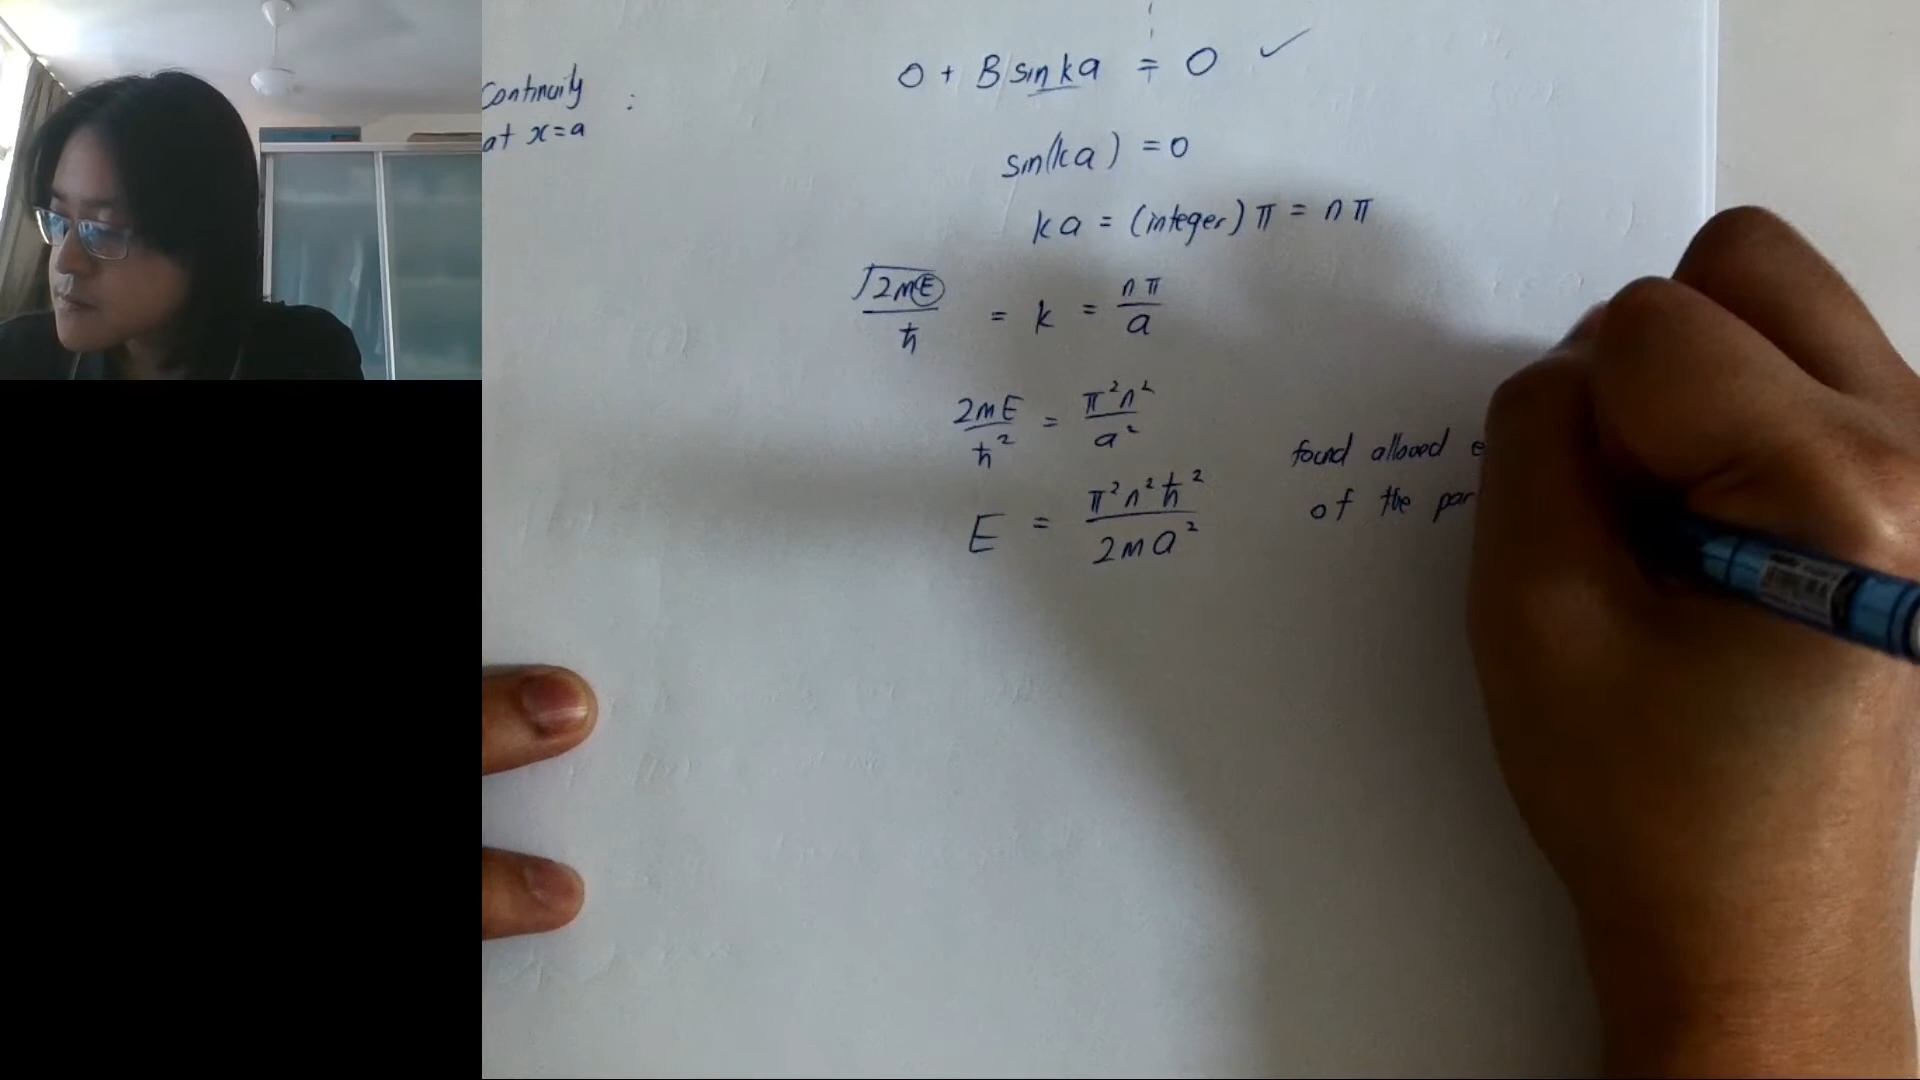 Continuity
at x=a :
0 + B sin ka = 0 ✓
sin(ka) = 0
ka = (integer) π = nπ
√2mE / ħ = k = nπ / a
2mE / ħ² = π²n² / a²
E = π²n²ħ² / 2ma²
found allowed e
of the par